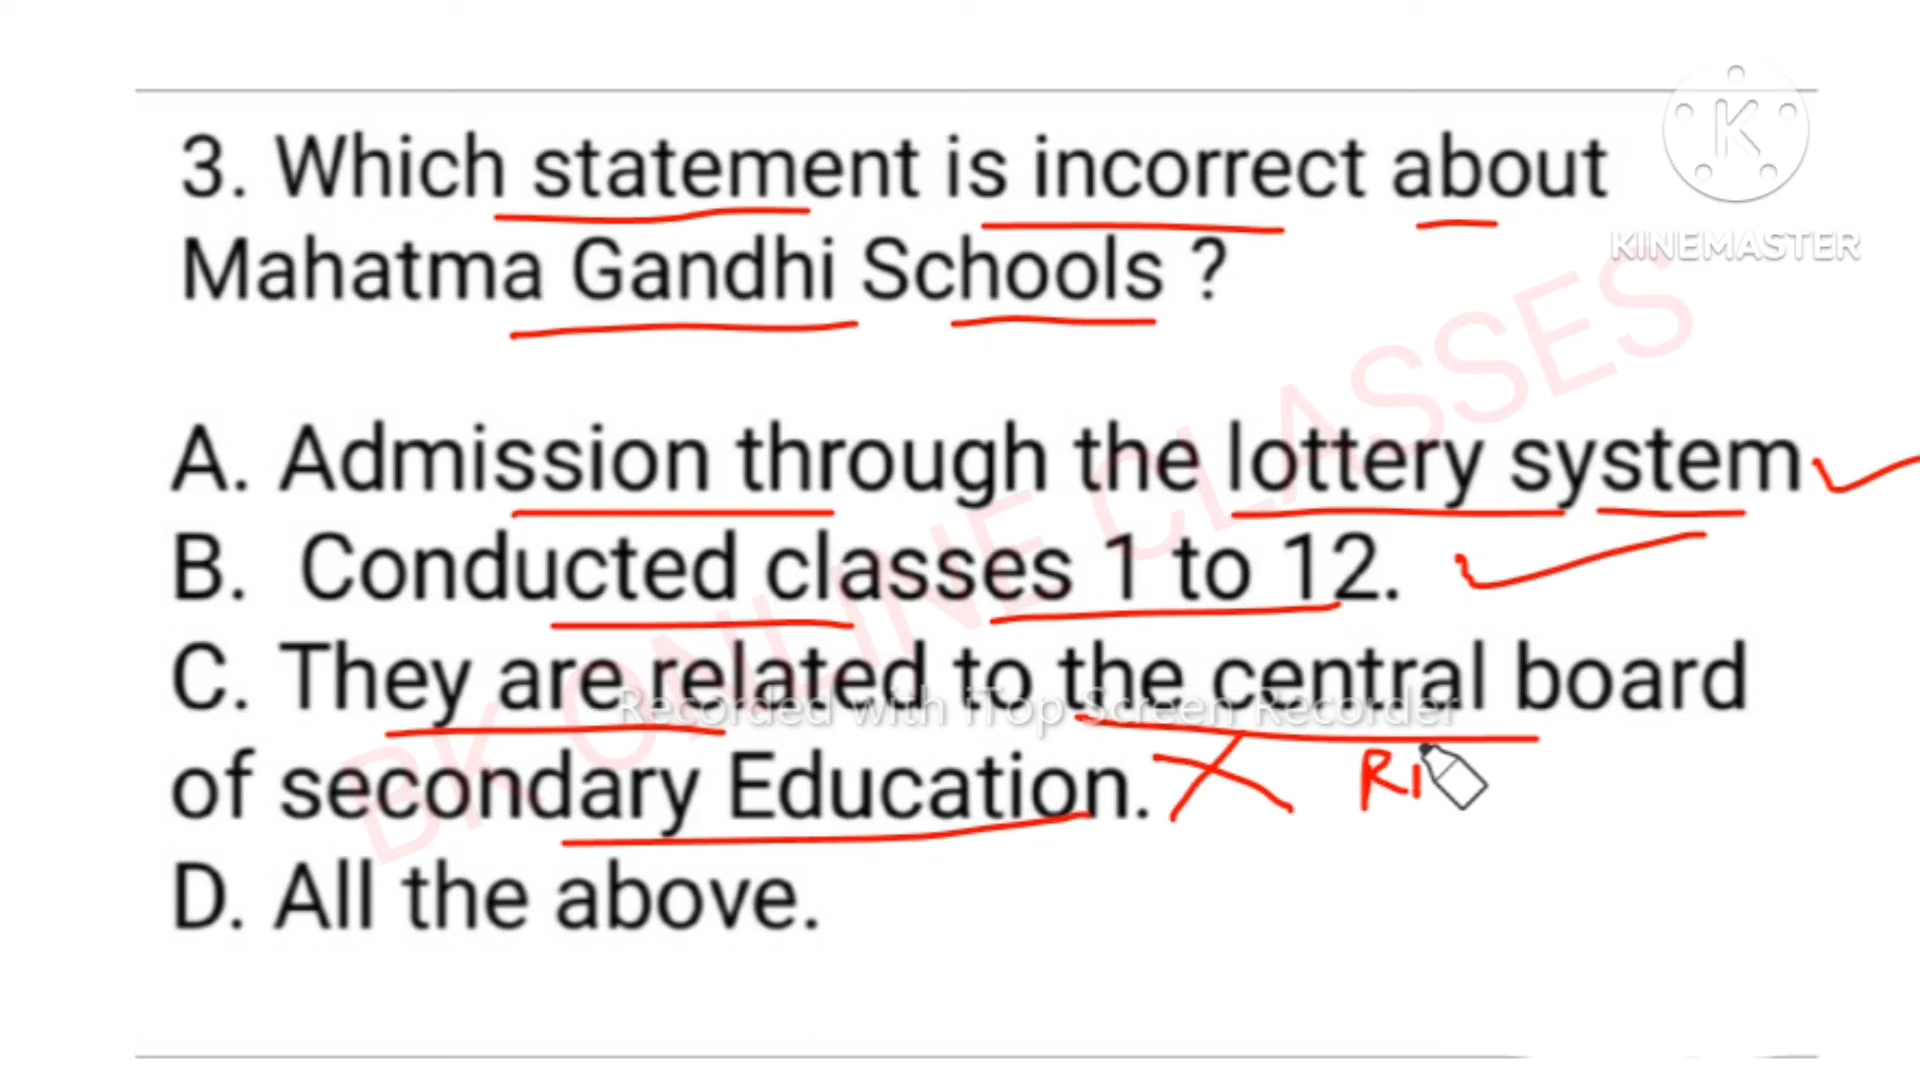 3. Which statement is incorrect about
Mahatma Gandhi Schools ?
KINEMASTER
A. Admission through the lottery system
B. Conducted classes 1 to 12.
C. They are related to the central board
of secondary Education.
RI
D. All the above.
BK ONLINE CLASSES
Recorded with iTop Screen Recorder